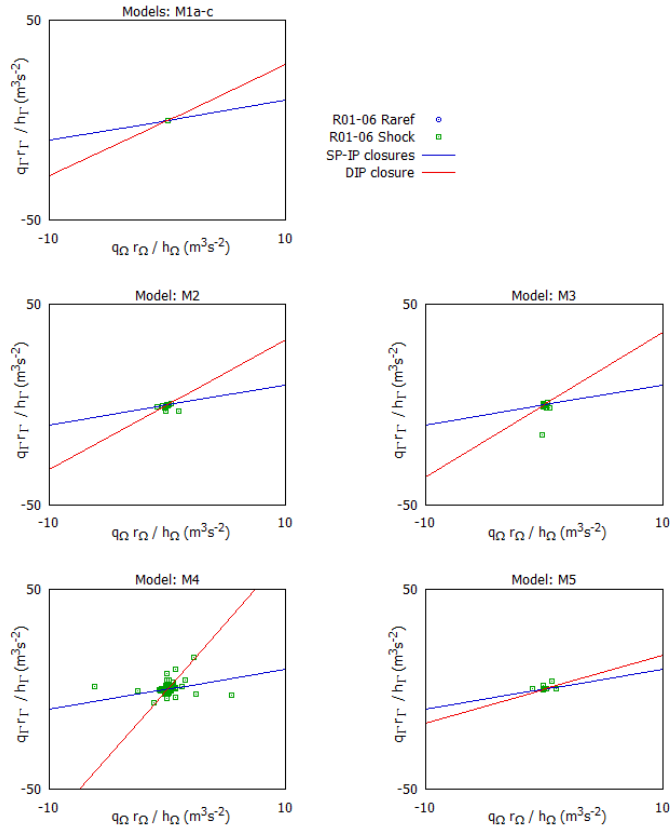 Models: M1a-c
50
-50
-10
10
q_Γ r_Γ / h_Γ (m³s⁻²)
q_Ω r_Ω / h_Ω (m³s⁻²)
R01-06 Raref
R01-06 Shock
SP-IP closures
DIP closure
Model: M2
50
-50
-10
10
q_Γ r_Γ / h_Γ (m³s⁻²)
q_Ω r_Ω / h_Ω (m³s⁻²)
Model: M3
50
-50
-10
10
q_Γ r_Γ / h_Γ (m³s⁻²)
q_Ω r_Ω / h_Ω (m³s⁻²)
Model: M4
50
-50
-10
10
q_Γ r_Γ / h_Γ (m³s⁻²)
q_Ω r_Ω / h_Ω (m³s⁻²)
Model: M5
50
-50
-10
10
q_Γ r_Γ / h_Γ (m³s⁻²)
q_Ω r_Ω / h_Ω (m³s⁻²)